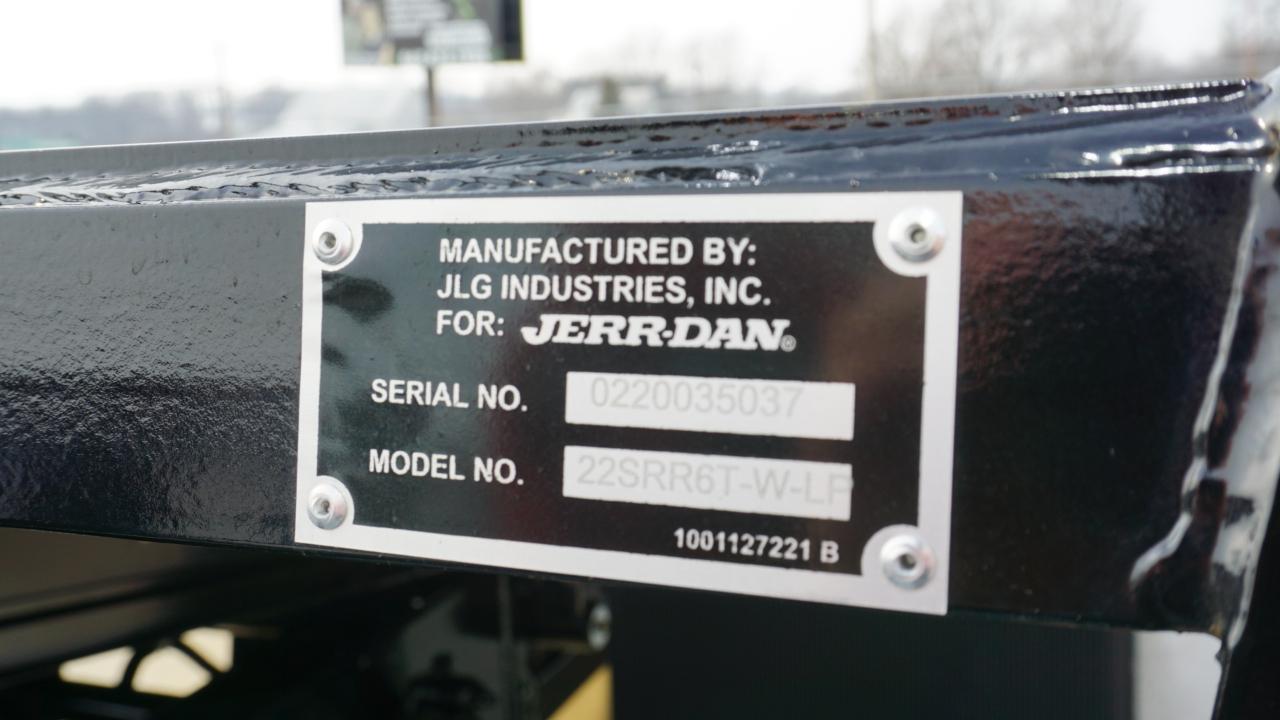 MANUFACTURED BY:
JLG INDUSTRIES, INC.
FOR: JERR-DAN®
SERIAL NO. 0220035037
MODEL NO. 22SRR6T-W-LP
1001127221 B